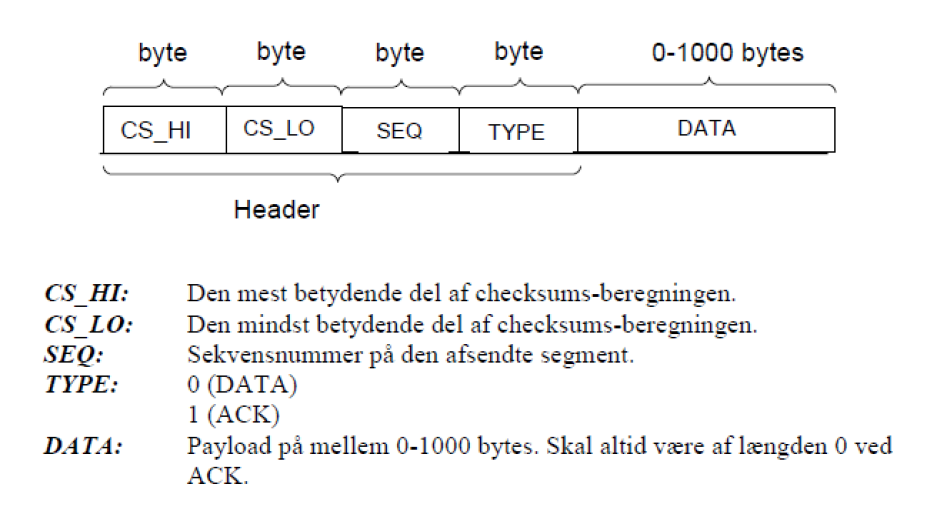 byte byte byte byte 0-1000 bytes
CS_HI CS_LO SEQ TYPE DATA
Header
CS_HI: Den mest betydende del af checksums-beregningen.
CS_LO: Den mindst betydende del af checksums-beregningen.
SEQ: Sekvensnummer på den afsendte segment.
TYPE: 0 (DATA)
1 (ACK)
DATA: Payload på mellem 0-1000 bytes. Skal altid være af længden 0 ved
ACK.